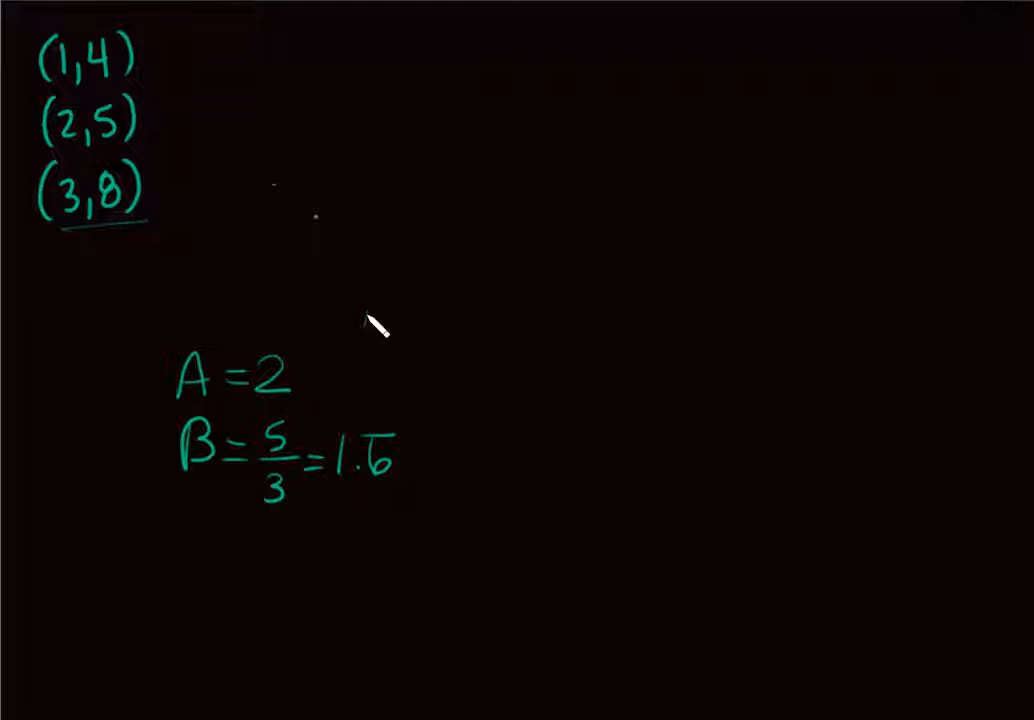 (1,4)
(2,5)
(3,8)
A = 2
B = 5/3 = 1.6̅